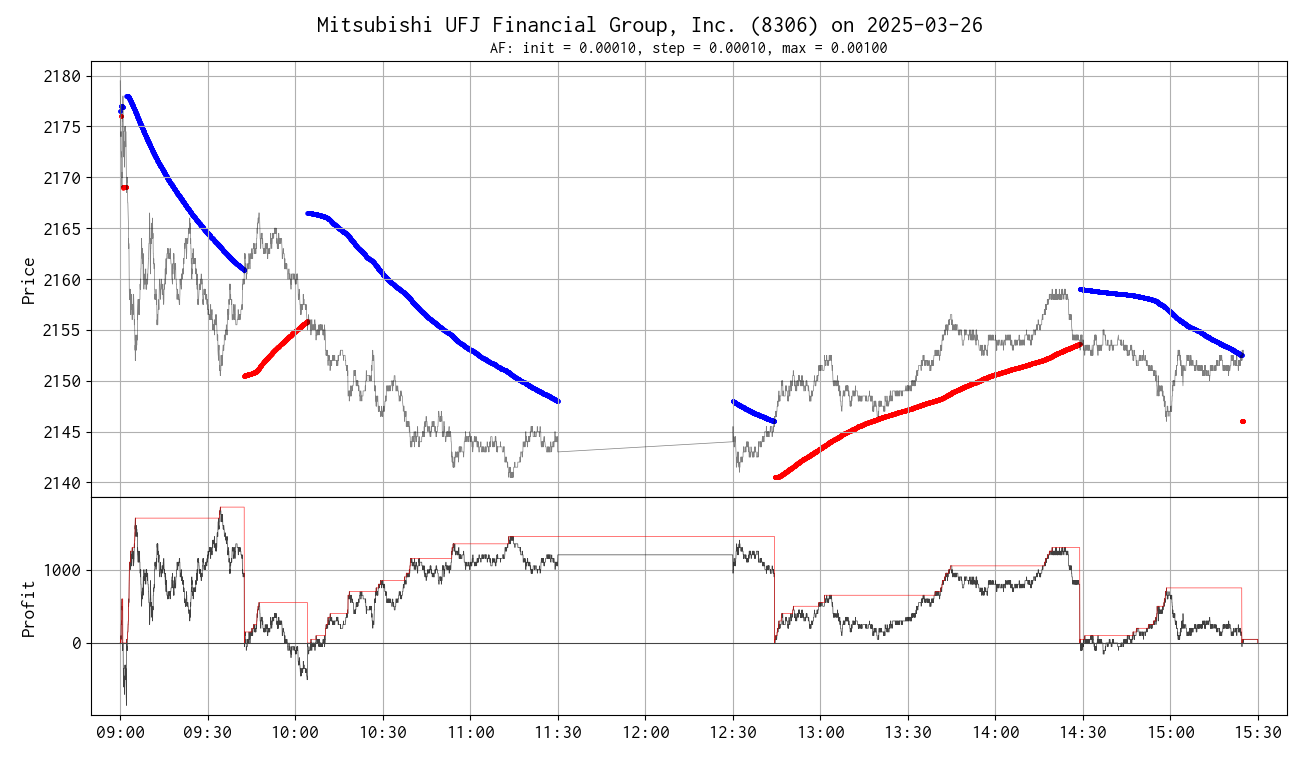 Mitsubishi UFJ Financial Group, Inc. (8306) on 2025-03-26
AF: init = 0.00010, step = 0.00010, max = 0.00100
Price
2180
2175
2170
2165
2160
2155
2150
2145
2140
Profit
1000
0
09:00 09:30 10:00 10:30 11:00 11:30 12:00 12:30 13:00 13:30 14:00 14:30 15:00 15:30